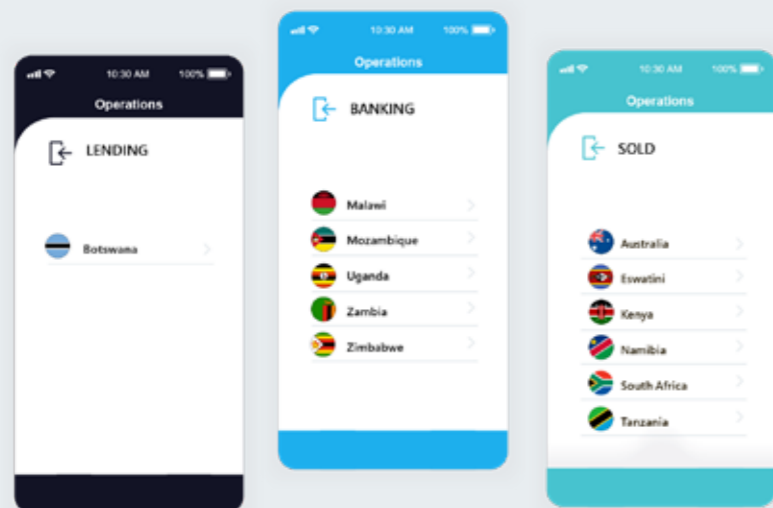 10:30 AM 100%
Operations
LENDING
Botswana
10:30 AM 100%
Operations
BANKING
Malawi
Mozambique
Uganda
Zambia
Zimbabwe
10:30 AM 100%
Operations
SOLD
Australia
Eswatini
Kenya
Namibia
South Africa
Tanzania